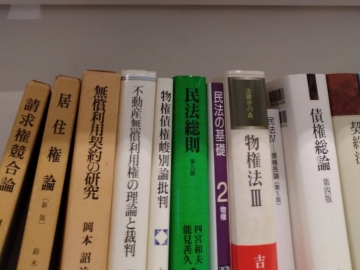 請求権競合論
居住権論
〔新版〕
鈴木
無償利用契約の研究
岡本詔治
不動産無償利用権の理論と裁判
物権債権峻別論批判
民法総則
第九版
四宮和夫
能見善久
民法の基礎
2
物権
法律学の森
物権法Ⅲ
民法Ⅳ
債権各論
債権総論
第四版
契約法